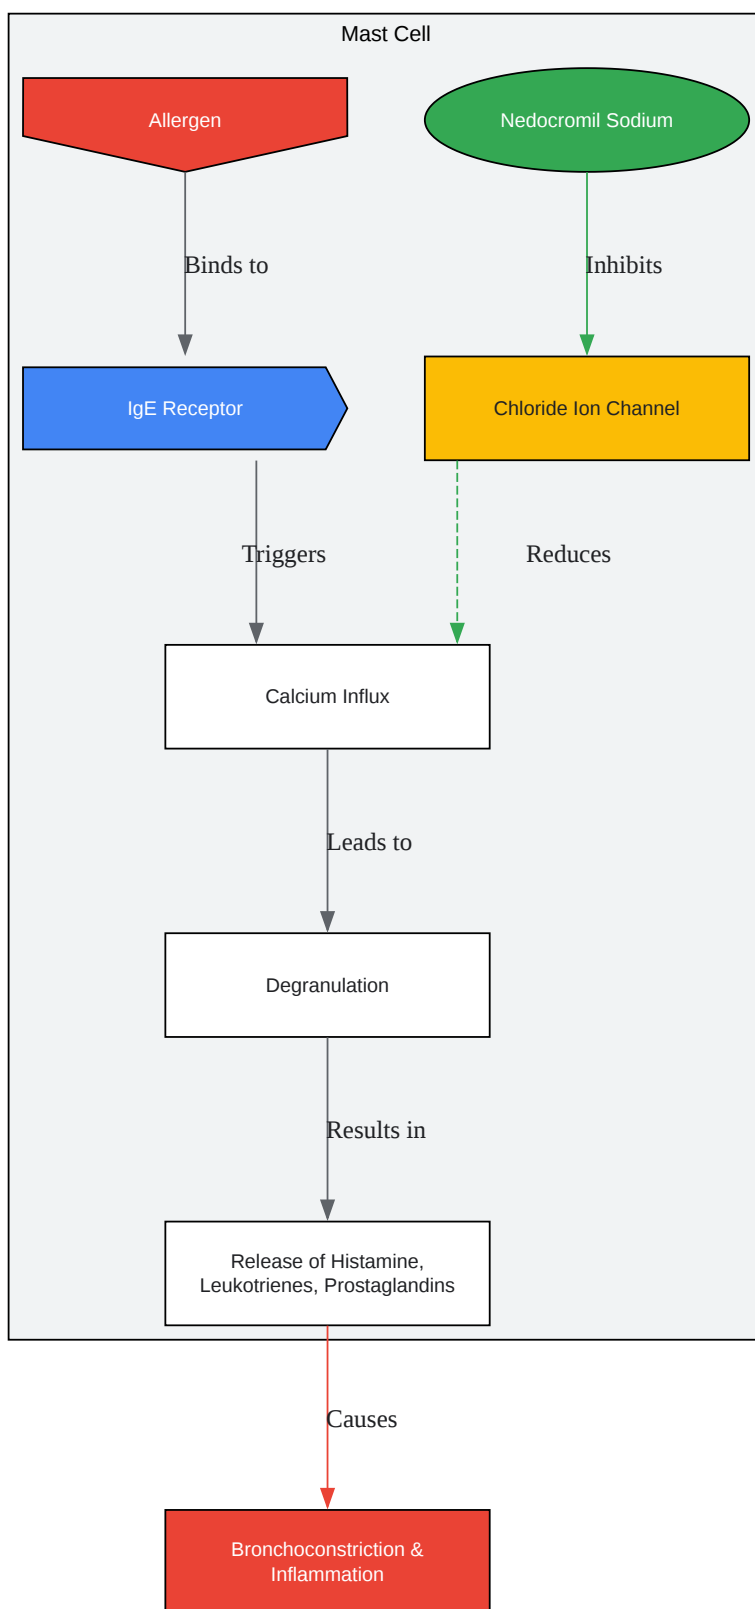 Mast Cell
Allergen
Nedocromil Sodium
Binds to
Inhibits
IgE Receptor
Chloride Ion Channel
Triggers
Reduces
Calcium Influx
Leads to
Degranulation
Results in
Release of Histamine,
Leukotrienes, Prostaglandins
Causes
Bronchoconstriction &
Inflammation